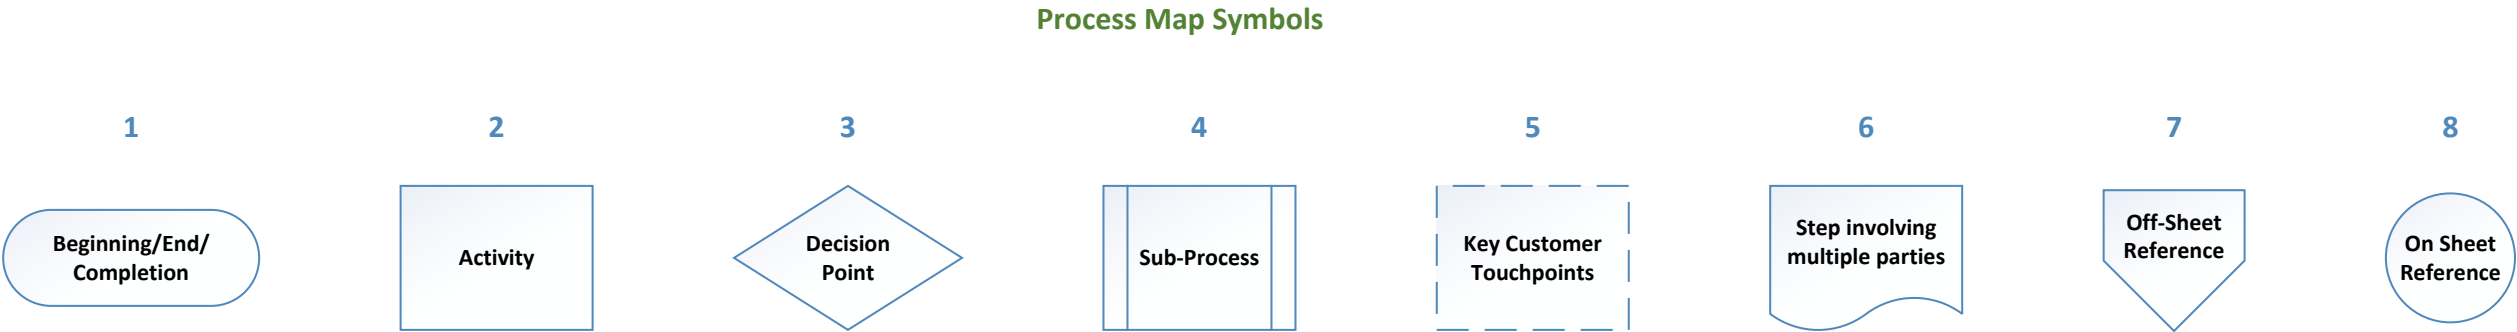 Process Map Symbols
1
2
3
4
5
6
7
8
Beginning/End/
Completion
Activity
Decision
Point
Sub-Process
Key Customer
Touchpoints
Step involving
multiple parties
Off-Sheet
Reference
On Sheet
Reference